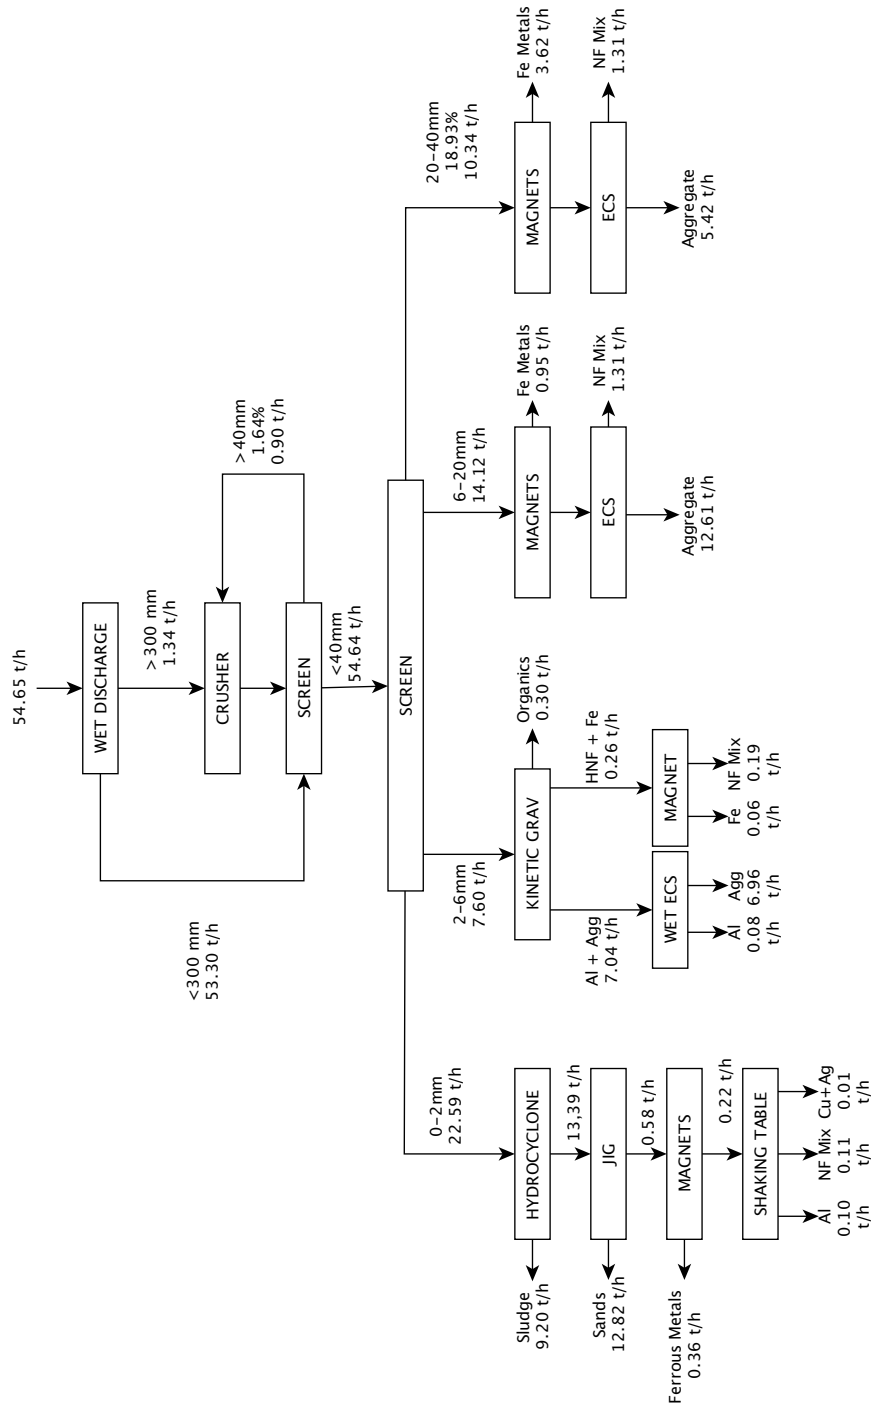 54.65 t/h
WET DISCHARGE
>300 mm
1.34 t/h
<300 mm
53.30 t/h
CRUSHER
>40mm
1.64%
0.90 t/h
SCREEN
<40mm
54.64 t/h
SCREEN
0-2mm
22.59 t/h
2-6mm
7.60 t/h
6-20mm
14.12 t/h
20-40mm
18.93%
10.34 t/h
HYDROCYCLONE
Sludge
9.20 t/h
13,39 t/h
JIG
Sands
12.82 t/h
0.58 t/h
MAGNETS
Ferrous Metals
0.36 t/h
0.22 t/h
SHAKING TABLE
Al
0.10
t/h
NF Mix
0.11
t/h
Cu+Ag
0.01
t/h
KINETIC GRAV
Organics
0.30 t/h
Al + Agg
7.04 t/h
HNF + Fe
0.26 t/h
WET ECS
Al
0.08
t/h
Agg
6.96
t/h
MAGNET
Fe
0.06
t/h
NF Mix
0.19
t/h
MAGNETS
Fe Metals
0.95 t/h
ECS
NF Mix
1.31 t/h
Aggregate
12.61 t/h
MAGNETS
Fe Metals
3.62 t/h
ECS
NF Mix
1.31 t/h
Aggregate
5.42 t/h